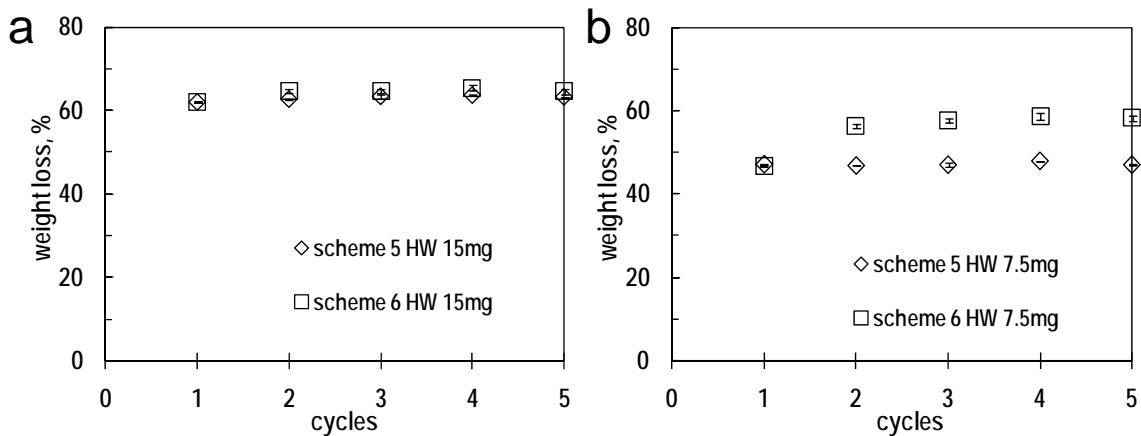 a
80
60
40
20
0
weight loss, %
scheme 5 HW 15mg
scheme 6 HW 15mg
0 1 2 3 4 5
cycles
b
80
60
40
20
0
weight loss, %
scheme 5 HW 7.5mg
scheme 6 HW 7.5mg
0 1 2 3 4 5
cycles